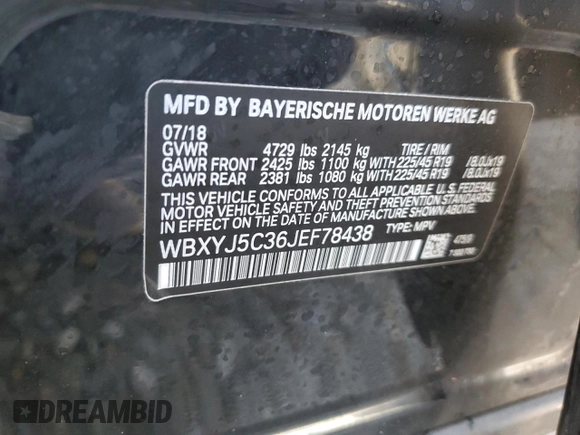 MFD BY BAYERISCHE MOTOREN WERKE AG
07/18
GVWR 4729 lbs 2145 kg TIRE / RIM
GAWR FRONT 2425 lbs 1100 kg WITH 225/45 R19 /8.0Jx19
GAWR REAR 2381 lbs 1080 kg WITH 225/45 R19 /8.0Jx19
THIS VEHICLE CONFORMS TO ALL APPLICABLE U.S. FEDERAL
MOTOR VEHICLE SAFETY AND THEFT PREVENTION STANDARDS
IN EFFECT ON THE DATE OF MANUFACTURE SHOWN ABOVE.
WBXYJ5C36JEF78438 TYPE: MPV
DREAMBID